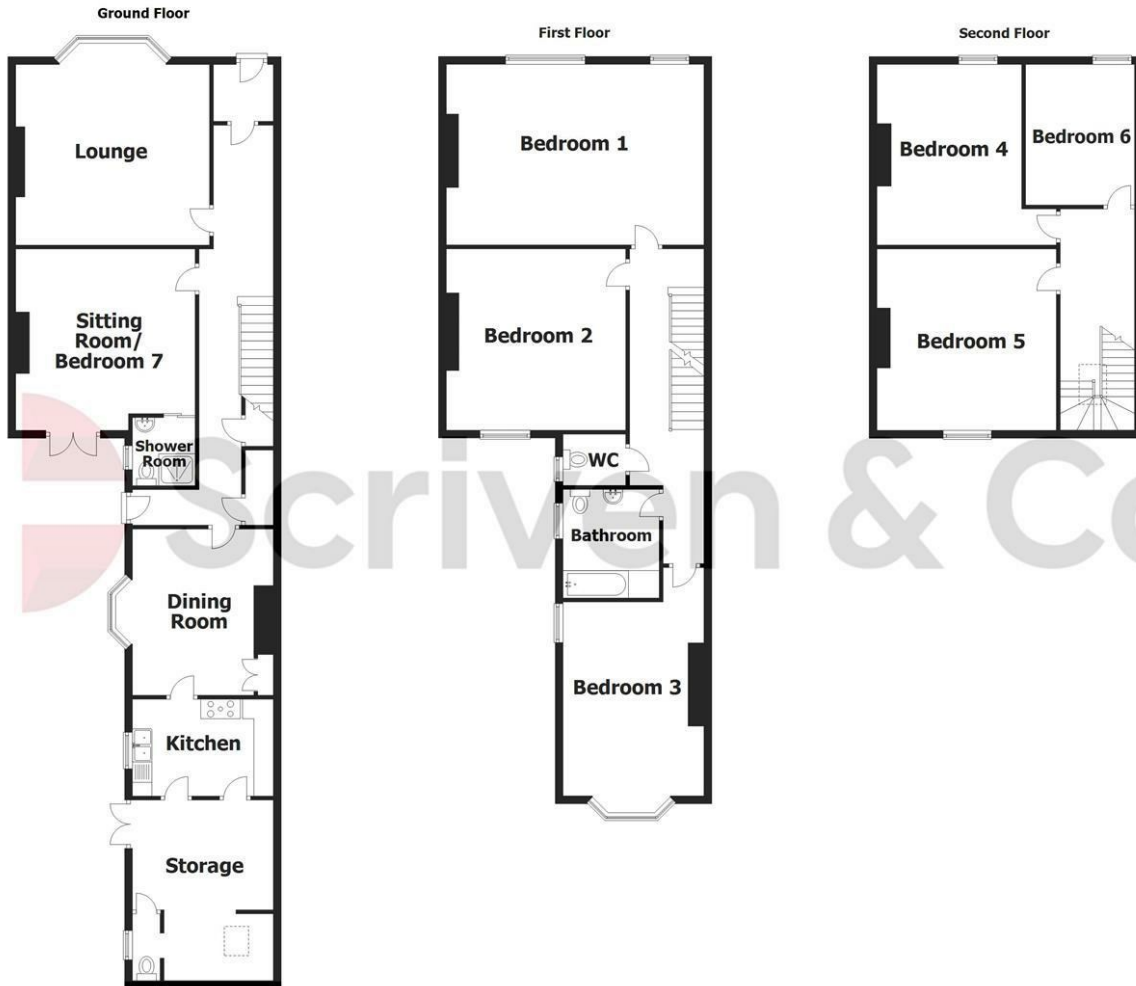 Ground Floor
Lounge
Sitting
Room/
Bedroom 7
Shower
Room
Dining
Room
Kitchen
Storage
First Floor
Bedroom 1
Bedroom 2
WC
Bathroom
Bedroom 3
Second Floor
Bedroom 4
Bedroom 6
Bedroom 5
Scriven & Co